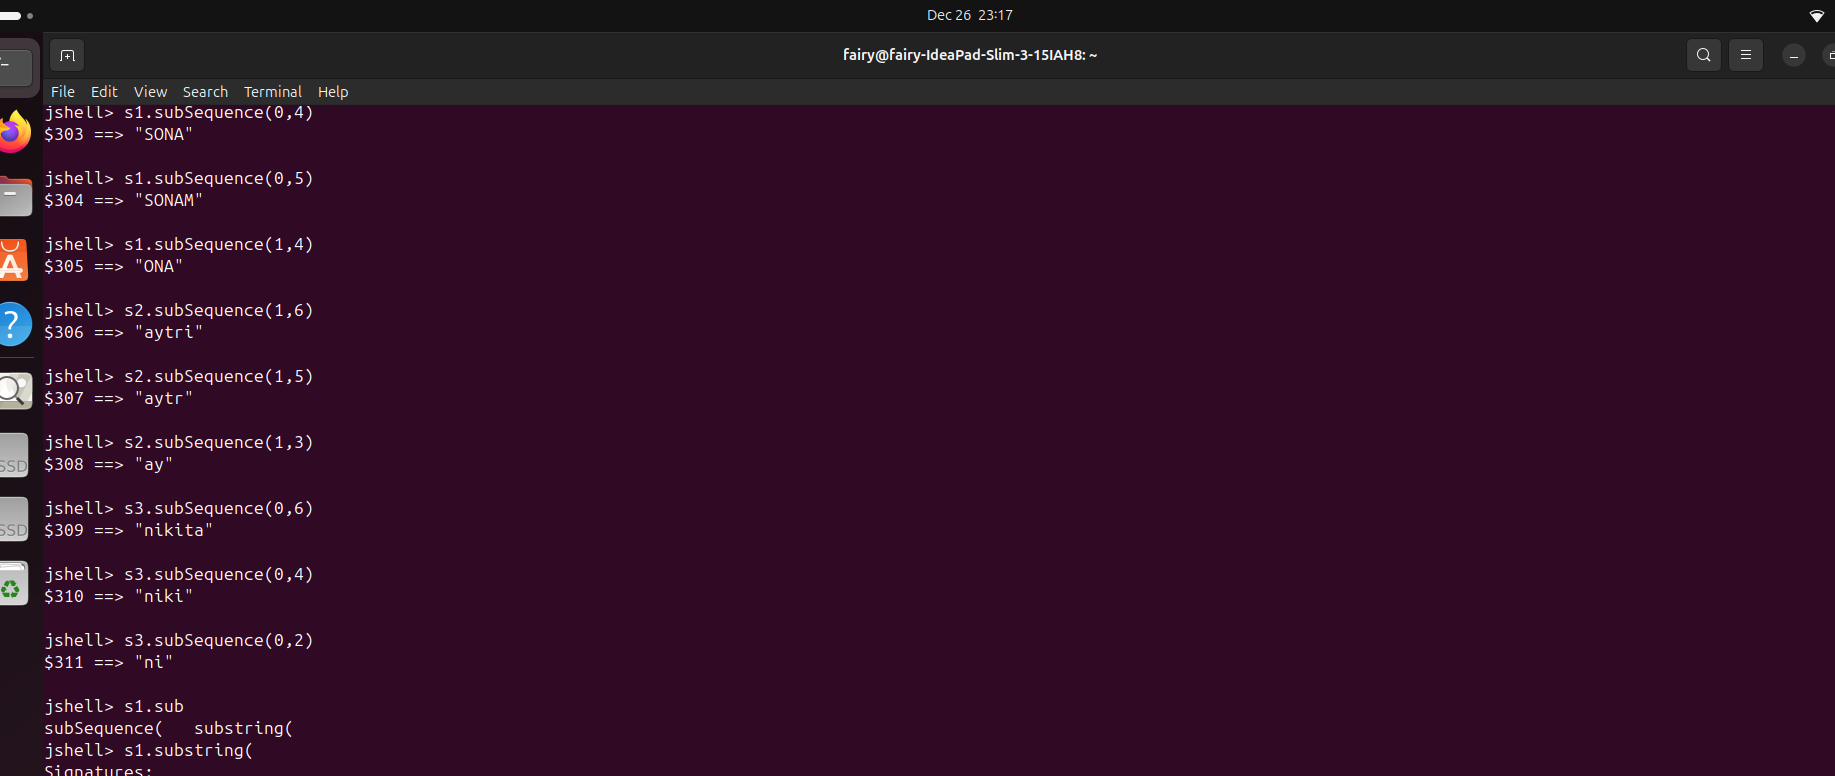 Dec 26 23:17
fairy@fairy-IdeaPad-Slim-3-15IAH8: ~
File Edit View Search Terminal Help
jshell> s1.subSequence(0,4)
$303 ==> "SONA"
jshell> s1.subSequence(0,5)
$304 ==> "SONAM"
jshell> s1.subSequence(1,4)
$305 ==> "ONA"
jshell> s2.subSequence(1,6)
$306 ==> "aytri"
jshell> s2.subSequence(1,5)
$307 ==> "aytr"
jshell> s2.subSequence(1,3)
$308 ==> "ay"
jshell> s3.subSequence(0,6)
$309 ==> "nikita"
jshell> s3.subSequence(0,4)
$310 ==> "niki"
jshell> s3.subSequence(0,2)
$311 ==> "ni"
jshell> s1.sub
subSequence(   substring(
jshell> s1.substring(
Signatures:
SSD
SSD